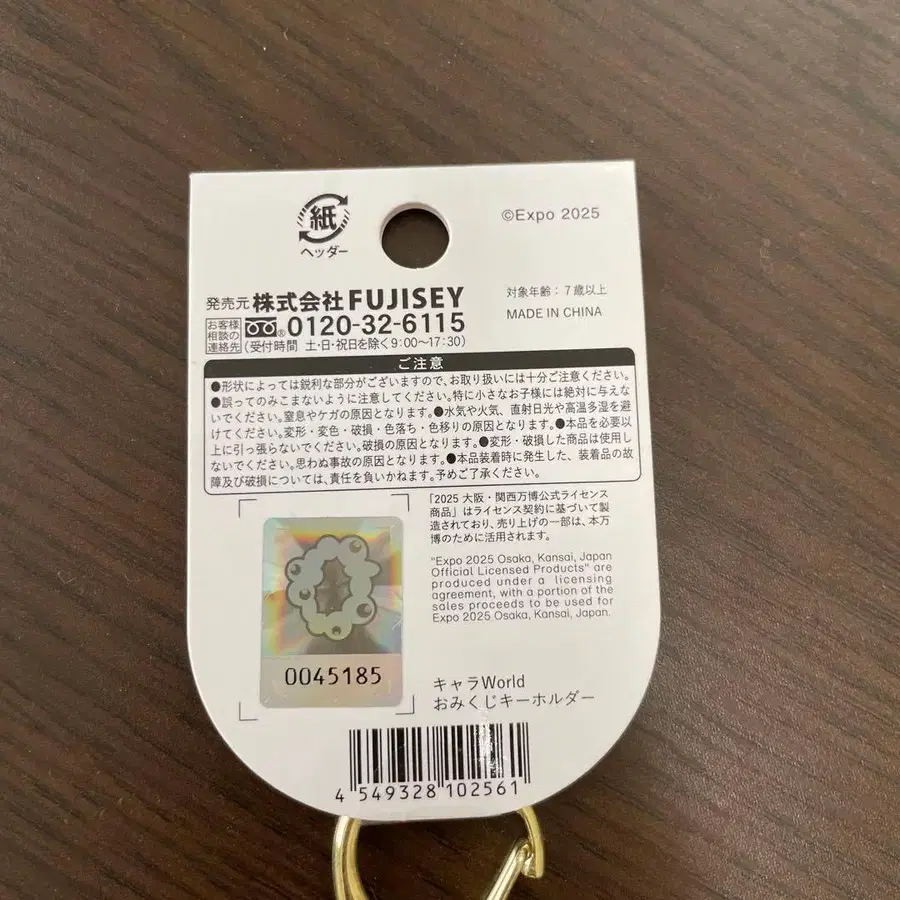 紙
ヘッダー
©Expo 2025
発売元 株式会社FUJISEY
お客様相談の連絡先 ® 0120-32-6115
(受付時間 土・日・祝日を除く9:00〜17:30)
対象年齢:7歳以上
MADE IN CHINA
ご注意
●形状によっては鋭利な部分がございますので、お取り扱いには十分ご注意ください。
●誤ってのみこまないように注意してください。特に小さなお子様には絶対に与えな
いでください。窒息やケガの原因となります。●水気や火気、直射日光や高温多湿を避
けてください。変形・変色・破損・色落ち・色移りの原因となります。●本品を必要以
上に引っ張らないでください。破損の原因となります。●変形・破損した商品は使用し
ないでください。思わぬ事故の原因となります。●本品装着時に発生した、装着品の故
障及び破損については、責任を負いかねます。予めご了承ください。
「2025 大阪・関西万博公式ライセンス
商品」はライセンス契約に基づいて製
造されており、売り上げの一部は、本万
博のために活用されます。
"Expo 2025 Osaka, Kansai, Japan
Official Licensed Products" are
produced under a licensing
agreement, with a portion of the
sales proceeds to be used for
Expo 2025 Osaka, Kansai, Japan.
0045185
キャラWorld
おみくじキーホルダー
4 549328 102561